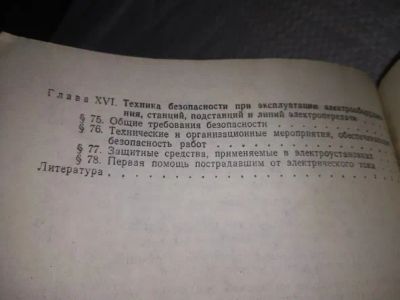 Глава XVI. Техника безопасности при эксплуатации электрооборудова-
ния, станций, подстанций и линий электропередачи
§ 75. Общие требования безопасности . . . . . . . . .
§ 76. Технические и организационные мероприятия, обеспечивающие
безопасность работ . . . . . . . . . . . . .
§ 77. Защитные средства, применяемые в электроустановках
§ 78. Первая помощь пострадавшим от электрического тока
Литература . . . . . . . . . . . . . . . . .